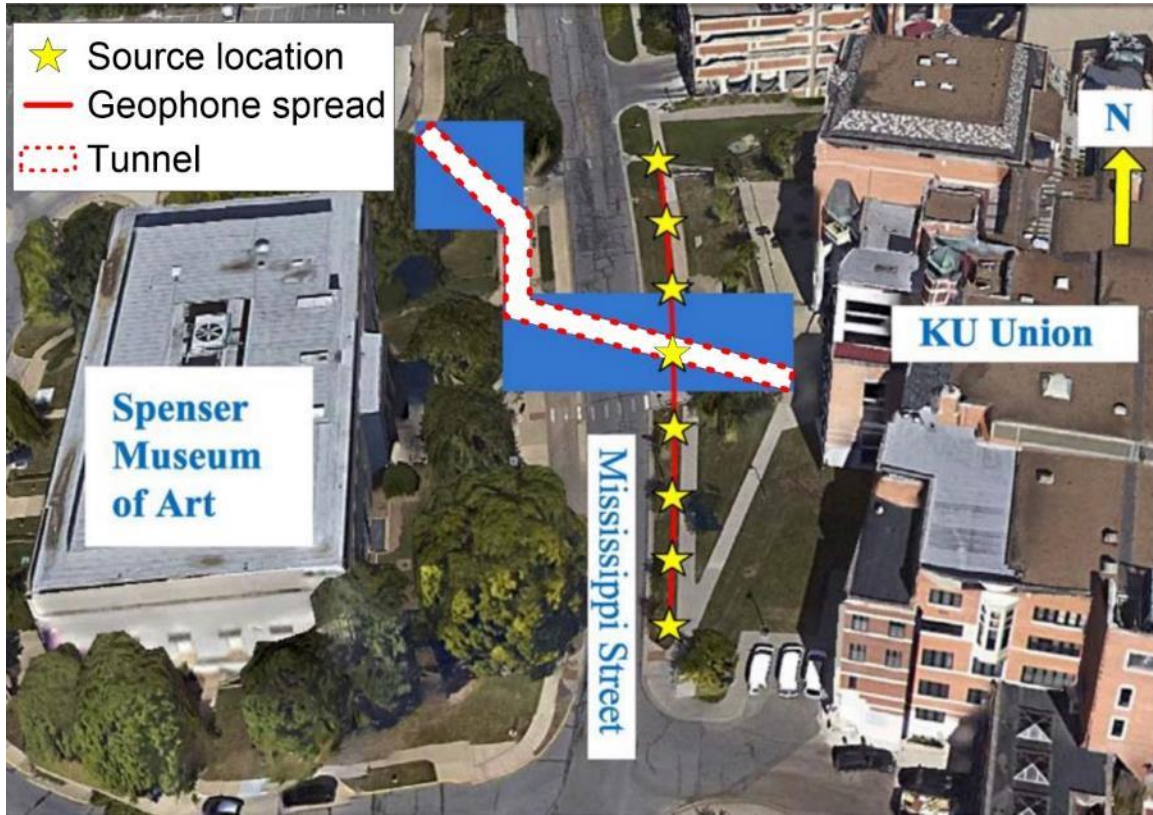 Source location
Geophone spread
Tunnel
N
KU Union
Spenser
Museum
of Art
Mississippi Street